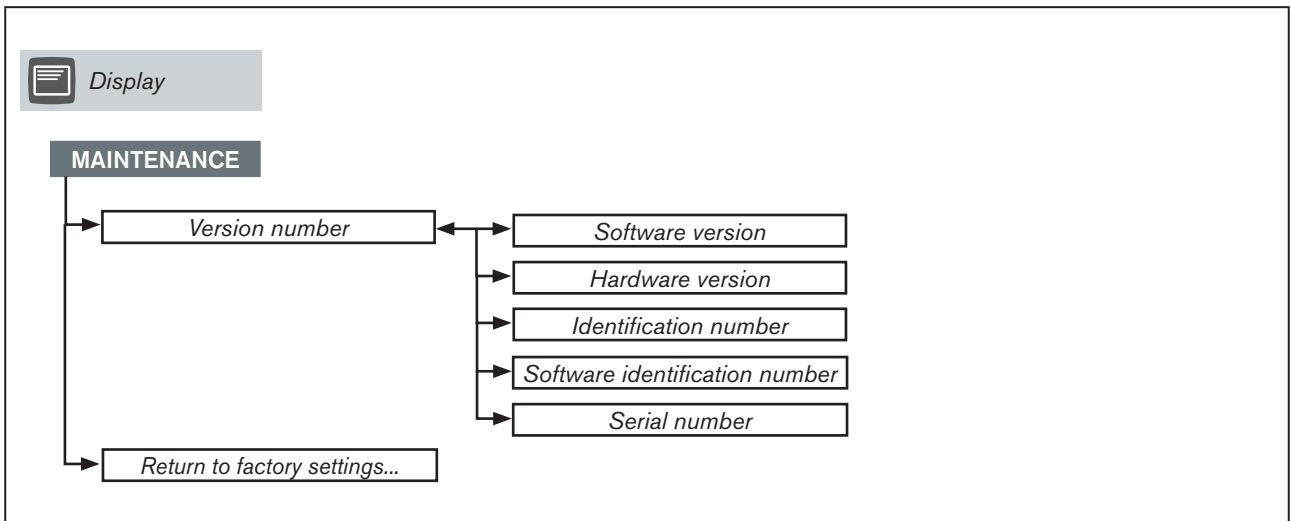 Display
MAINTENANCE
Version number
Software version
Hardware version
Identification number
Software identification number
Serial number
Return to factory settings...